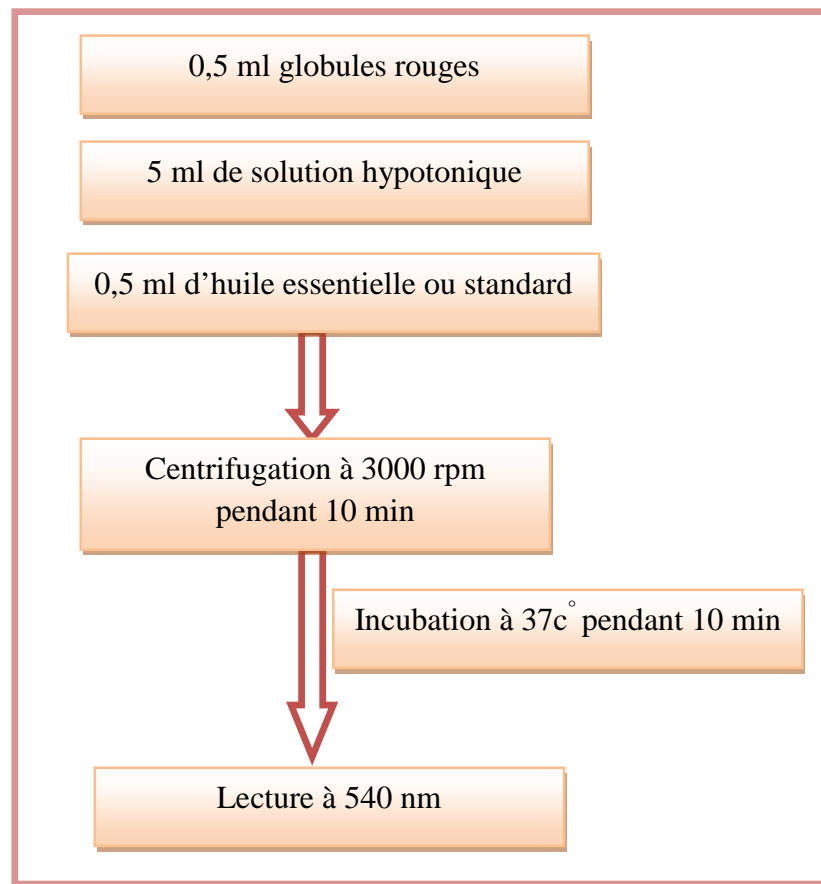 0,5 ml globules rouges
5 ml de solution hypotonique
0,5 ml d’huile essentielle ou standard
Centrifugation à 3000 rpm
pendant 10 min
Incubation à 37c° pendant 10 min
Lecture à 540 nm